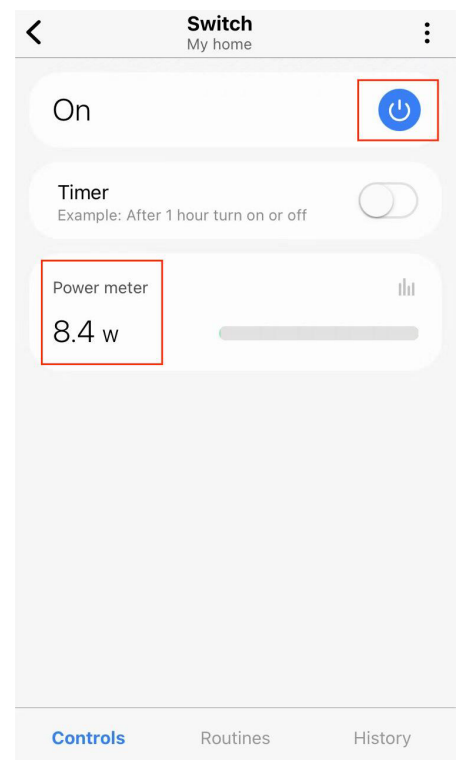 Switch
My home
On
Timer
Example: After 1 hour turn on or off
Power meter
8.4 w
Controls Routines History